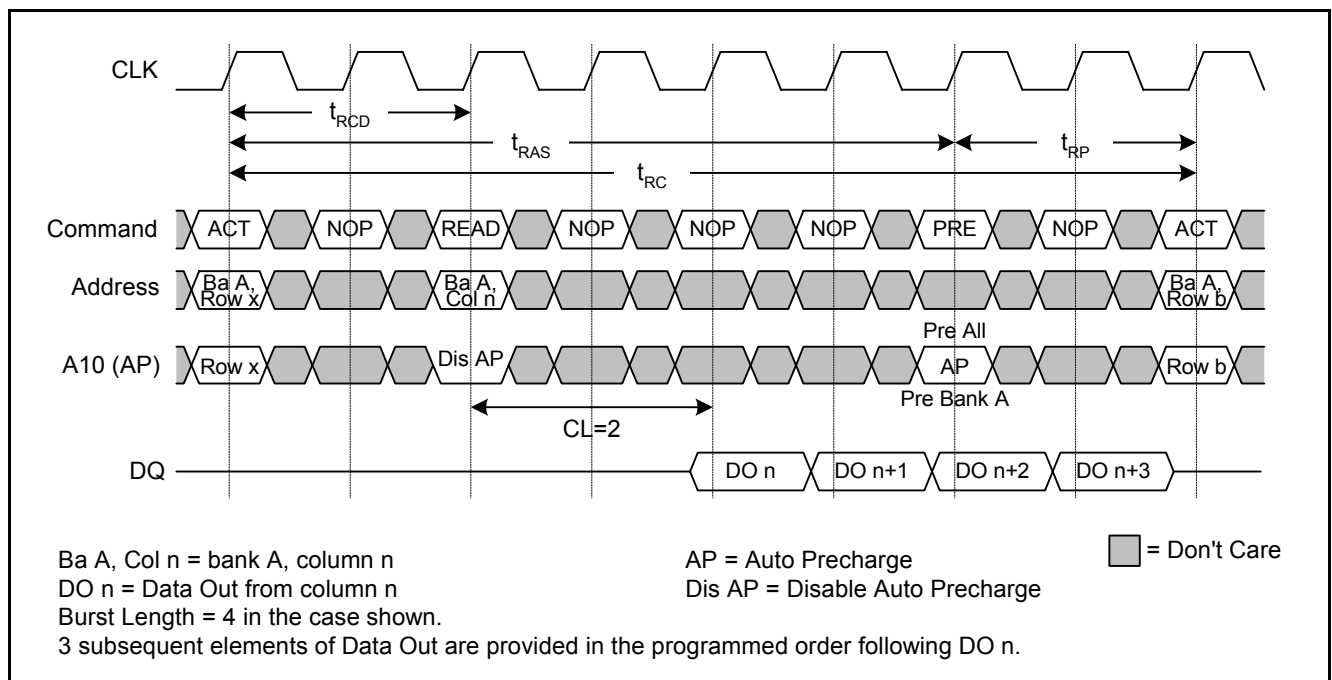 CLK
tRCD
tRAS
tRP
tRC
Command ACT NOP READ NOP NOP NOP PRE NOP ACT
Address Ba A, Row x Ba A, Col n Ba A, Row b
Pre All
A10 (AP) Row x Dis AP AP Row b
Pre Bank A
CL=2
DQ DO n DO n+1 DO n+2 DO n+3
Ba A, Col n = bank A, column n
DO n = Data Out from column n
Burst Length = 4 in the case shown.
3 subsequent elements of Data Out are provided in the programmed order following DO n.
AP = Auto Precharge
Dis AP = Disable Auto Precharge
= Don't Care